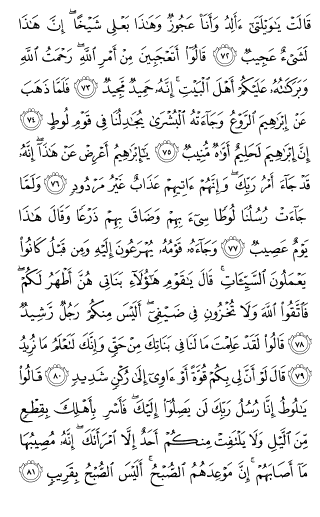 قَالَتْ يَـٰوَيْلَتَىٰٓ ءَأَلِدُ وَأَنَا۠ عَجُوزٌ وَهَـٰذَا بَعْلِى شَيْخًا ۖ إِنَّ هَـٰذَا
لَشَىْءٌ عَجِيبٌ ﴿٧٢﴾ قَالُوٓا۟ أَتَعْجَبِينَ مِنْ أَمْرِ ٱللَّهِ ۖ رَحْمَتُ ٱللَّهِ
وَبَرَكَـٰتُهُۥ عَلَيْكُمْ أَهْلَ ٱلْبَيْتِ ۚ إِنَّهُۥ حَمِيدٌ مَّجِيدٌ ﴿٧٣﴾ فَلَمَّا ذَهَبَ
عَنْ إِبْرَٰهِيمَ ٱلرَّوْعُ وَجَآءَتْهُ ٱلْبُشْرَىٰ يُجَـٰدِلُنَا فِى قَوْمِ لُوطٍ ﴿٧٤﴾
إِنَّ إِبْرَٰهِيمَ لَحَلِيمٌ أَوَّٰهٌ مُّنِيبٌ ﴿٧٥﴾ يَـٰٓإِبْرَٰهِيمُ أَعْرِضْ عَنْ هَـٰذَآ ۖ إِنَّهُۥ
قَدْ جَآءَ أَمْرُ رَبِّكَ ۖ وَإِنَّهُمْ ءَاتِيهِمْ عَذَابٌ غَيْرُ مَرْدُودٍ ﴿٧٦﴾ وَلَمَّا
جَآءَتْ رُسُلُنَا لُوطًا سِىٓءَ بِهِمْ وَضَاقَ بِهِمْ ذَرْعًا وَقَالَ هَـٰذَا
يَوْمٌ عَصِيبٌ ﴿٧٧﴾ وَجَآءَهُۥ قَوْمُهُۥ يُهْرَعُونَ إِلَيْهِ وَمِن قَبْلُ كَانُوا۟
يَعْمَلُونَ ٱلسَّيِّـَٔاتِ ۚ قَالَ يَـٰقَوْمِ هَـٰٓؤُلَآءِ بَنَاتِى هُنَّ أَطْهَرُ لَكُمْ ۖ
فَٱتَّقُوا۟ ٱللَّهَ وَلَا تُخْزُونِ فِى ضَيْفِىٓ ۖ أَلَيْسَ مِنكُمْ رَجُلٌ رَّشِيدٌ
﴿٧٨﴾ قَالُوا۟ لَقَدْ عَلِمْتَ مَا لَنَا فِى بَنَاتِكَ مِنْ حَقٍّ وَإِنَّكَ لَتَعْلَمُ مَا نُرِيدُ
﴿٧٩﴾ قَالَ لَوْ أَنَّ لِى بِكُمْ قُوَّةً أَوْ ءَاوِىٓ إِلَىٰ رُكْنٍ شَدِيدٍ ﴿٨٠﴾ قَالُوا۟
يَـٰلُوطُ إِنَّا رُسُلُ رَبِّكَ لَن يَصِلُوٓا۟ إِلَيْكَ ۖ فَأَسْرِ بِأَهْلِكَ بِقِطْعٍ
مِّنَ ٱلَّيْلِ وَلَا يَلْتَفِتْ مِنكُمْ أَحَدٌ إِلَّا ٱمْرَأَتَكَ ۖ إِنَّهُۥ مُصِيبُهَا
مَآ أَصَابَهُمْ ۚ إِنَّ مَوْعِدَهُمُ ٱلصُّبْحُ ۚ أَلَيْسَ ٱلصُّبْحُ بِقَرِيبٍ ﴿٨١﴾